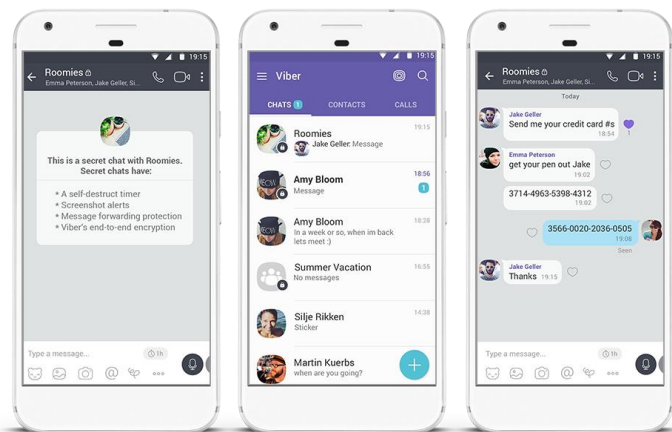 19:15
Roomies
Emma Peterson, Jake Geller, Si...
This is a secret chat with Roomies.
Secret chats have:
* A self-destruct timer
* Screenshot alerts
* Message forwarding protection
* Viber's end-to-end encryption
Type a message...
1h
19:15
Viber
CHATS 1
CONTACTS
CALLS
Roomies 19:15
Jake Geller: Message
Amy Bloom 18:56
Message 1
Amy Bloom 18:28
In a week or so, when im back
lets meet :)
Summer Vacation 16:55
No messages
Silje Rikken 14:38
Sticker
Martin Kuerbs
when are you going?
19:15
Roomies
Emma Peterson, Jake Geller, Si...
Today
Jake Geller
Send me your credit card #s
18:54
1
Emma Peterson
get your pen out Jake
19:02
3714-4963-5398-4312
19:02
3566-0020-2036-0505
19:06
Seen
Jake Geller
Thanks 19:15
Type a message...
1h